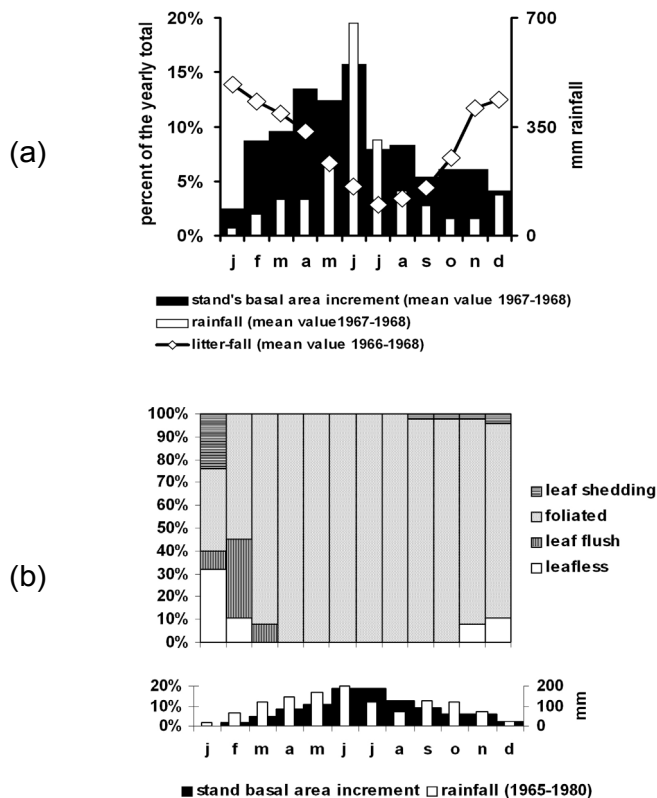 (a)
percent of the yearly total
20%
15%
10%
5%
0%
700
350
0
mm rainfall
j f m a m j j a s o n d
stand's basal area increment (mean value 1967-1968)
rainfall (mean value1967-1968)
litter-fall (mean value 1966-1968)
(b)
100%
90%
80%
70%
60%
50%
40%
30%
20%
10%
0%
leaf shedding
foliated
leaf flush
leafless
20%
10%
0%
200
100
0
mm
j f m a m j j a s o n d
stand basal area increment rainfall (1965-1980)